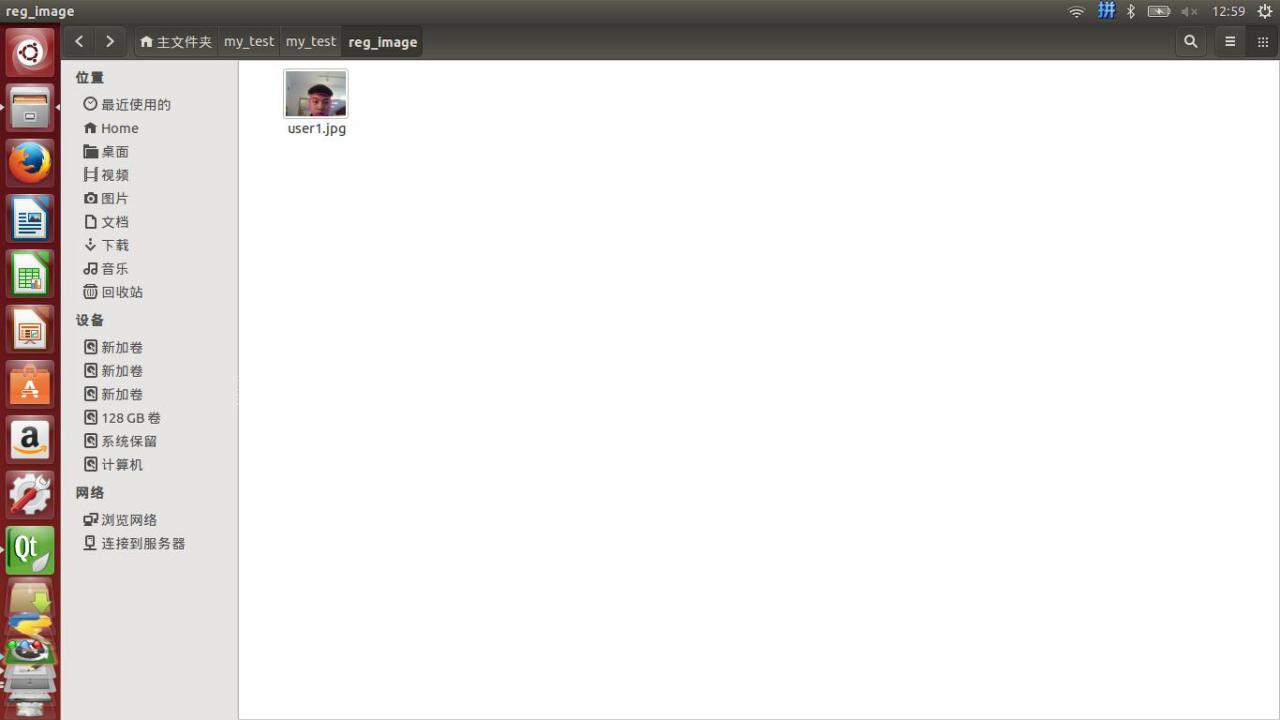 reg_image
拼
12:59
主文件夹 my_test my_test reg_image
位置
最近使用的
Home
桌面
视频
图片
文档
下载
音乐
回收站
设备
新加卷
新加卷
新加卷
128 GB 卷
系统保留
计算机
网络
浏览网络
连接到服务器
user1.jpg
A
a
Qt